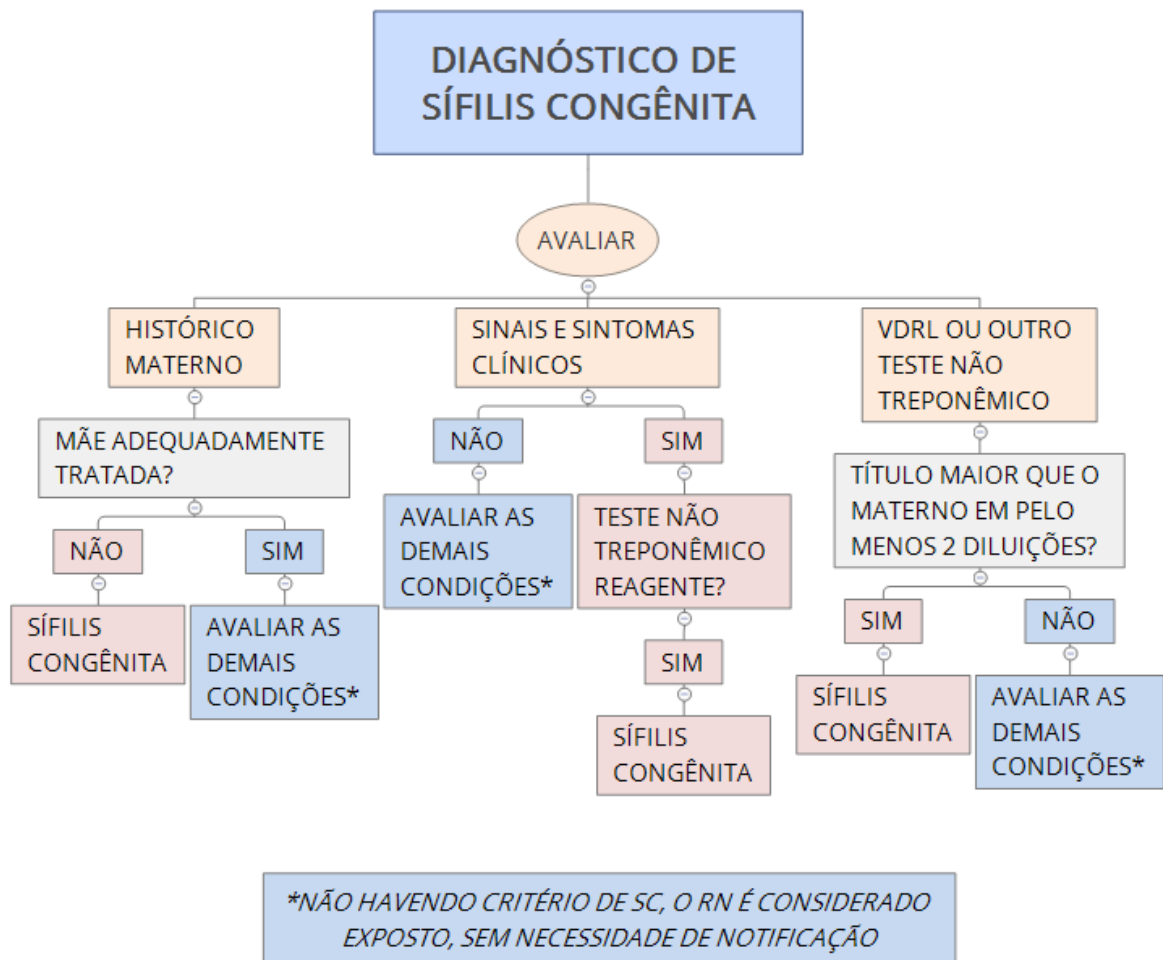 DIAGNÓSTICO DE
SÍFILIS CONGÊNITA
AVALIAR
HISTÓRICO
MATERNO
MÃE ADEQUADAMENTE
TRATADA?
NÃO
SÍFILIS
CONGÊNITA
SIM
AVALIAR AS
DEMAIS
CONDIÇÕES*
SINAIS E SINTOMAS
CLÍNICOS
NÃO
AVALIAR AS
DEMAIS
CONDIÇÕES*
SIM
TESTE NÃO
TREPONÊMICO
REAGENTE?
SIM
SÍFILIS
CONGÊNITA
VDRL OU OUTRO
TESTE NÃO
TREPONÊMICO
TÍTULO MAIOR QUE O
MATERNO EM PELO
MENOS 2 DILUIÇÕES?
SIM
SÍFILIS
CONGÊNITA
NÃO
AVALIAR AS
DEMAIS
CONDIÇÕES*
*NÃO HAVENDO CRITÉRIO DE SC, O RN É CONSIDERADO
EXPOSTO, SEM NECESSIDADE DE NOTIFICAÇÃO